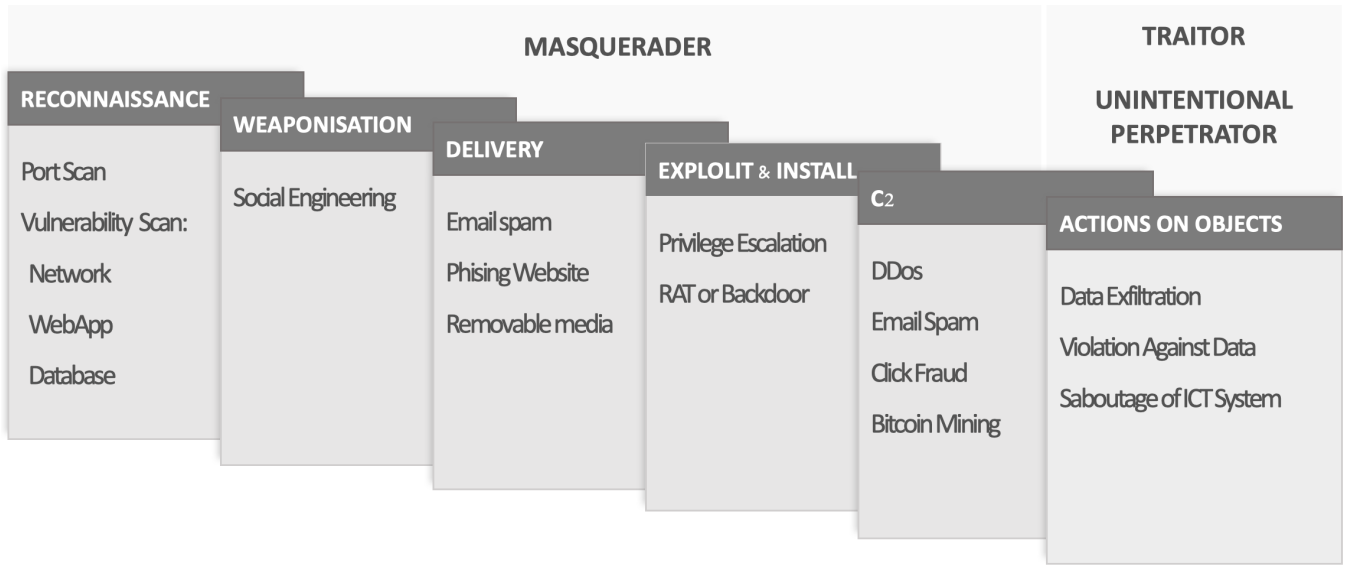 MASQUERADER
TRAITOR
UNINTENTIONAL
PERPETRATOR
RECONNAISSANCE
Port Scan
Vulnerability Scan:
Network
WebApp
Database
WEAPONISATION
Social Engineering
DELIVERY
Email spam
Phising Website
Removable media
EXPLOLIT & INSTALL
Privilege Escalation
RAT or Backdoor
C2
DDos
Email Spam
Click Fraud
Bitcoin Mining
ACTIONS ON OBJECTS
Data Exfiltration
Violation Against Data
Saboutage of ICT System